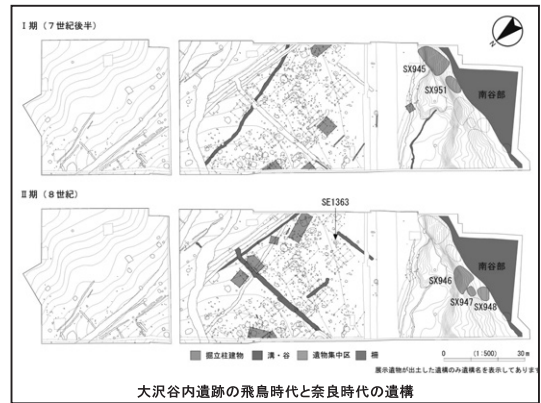 Ⅰ期（7世紀後半）
N
SX945
SX951
南谷部
Ⅱ期（8世紀）
SE1363
南谷部
SX946
SX947
SX948
掘立柱建物 溝・谷 遺物集中区 柵
0 (1:500) 30m
展示遺物が出土した遺構のみ遺構名を表示してあります
大沢谷内遺跡の飛鳥時代と奈良時代の遺構